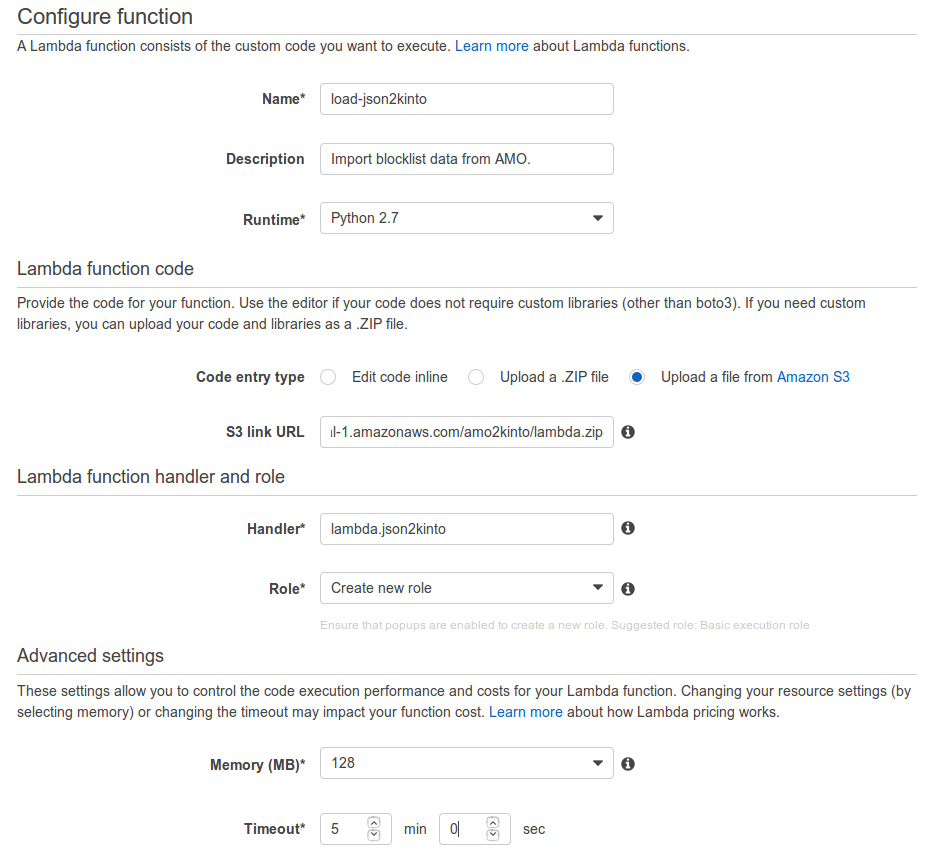 Configure function
A Lambda function consists of the custom code you want to execute. Learn more about Lambda functions.
Name* load-json2kinto
Description Import blocklist data from AMO.
Runtime* Python 2.7
Lambda function code
Provide the code for your function. Use the editor if your code does not require custom libraries (other than boto3). If you need custom
libraries, you can upload your code and libraries as a .ZIP file.
Code entry type Edit code inline Upload a .ZIP file Upload a file from Amazon S3
S3 link URL l-1.amazonaws.com/amo2kinto/lambda.zip
Lambda function handler and role
Handler* lambda.json2kinto
Role* Create new role
Ensure that popups are enabled to create a new role. Suggested role: Basic execution role
Advanced settings
These settings allow you to control the code execution performance and costs for your Lambda function. Changing your resource settings (by
selecting memory) or changing the timeout may impact your function cost. Learn more about how Lambda pricing works.
Memory (MB)* 128
Timeout* 5 min 0 sec